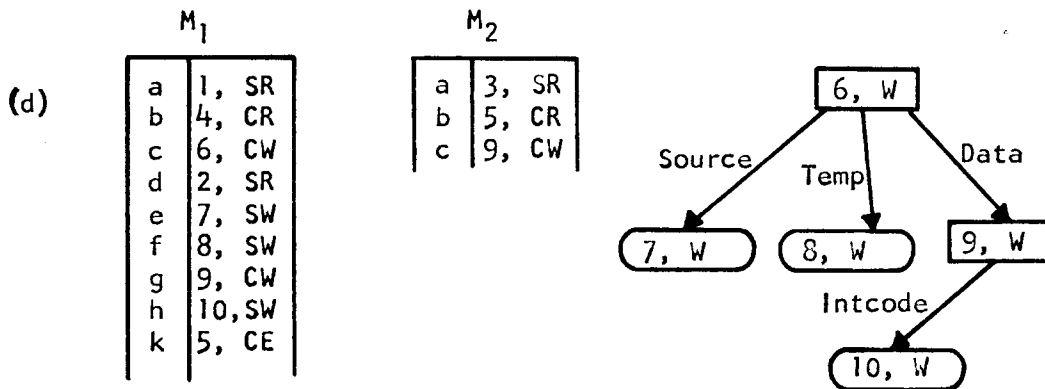 (d)
M1
a 1, SR
b 4, CR
c 6, CW
d 2, SR
e 7, SW
f 8, SW
g 9, CW
h 10,SW
k 5, CE
M2
a 3, SR
b 5, CR
c 9, CW
6, W
Source Temp Data
7, W 8, W 9, W
Intcode
10, W